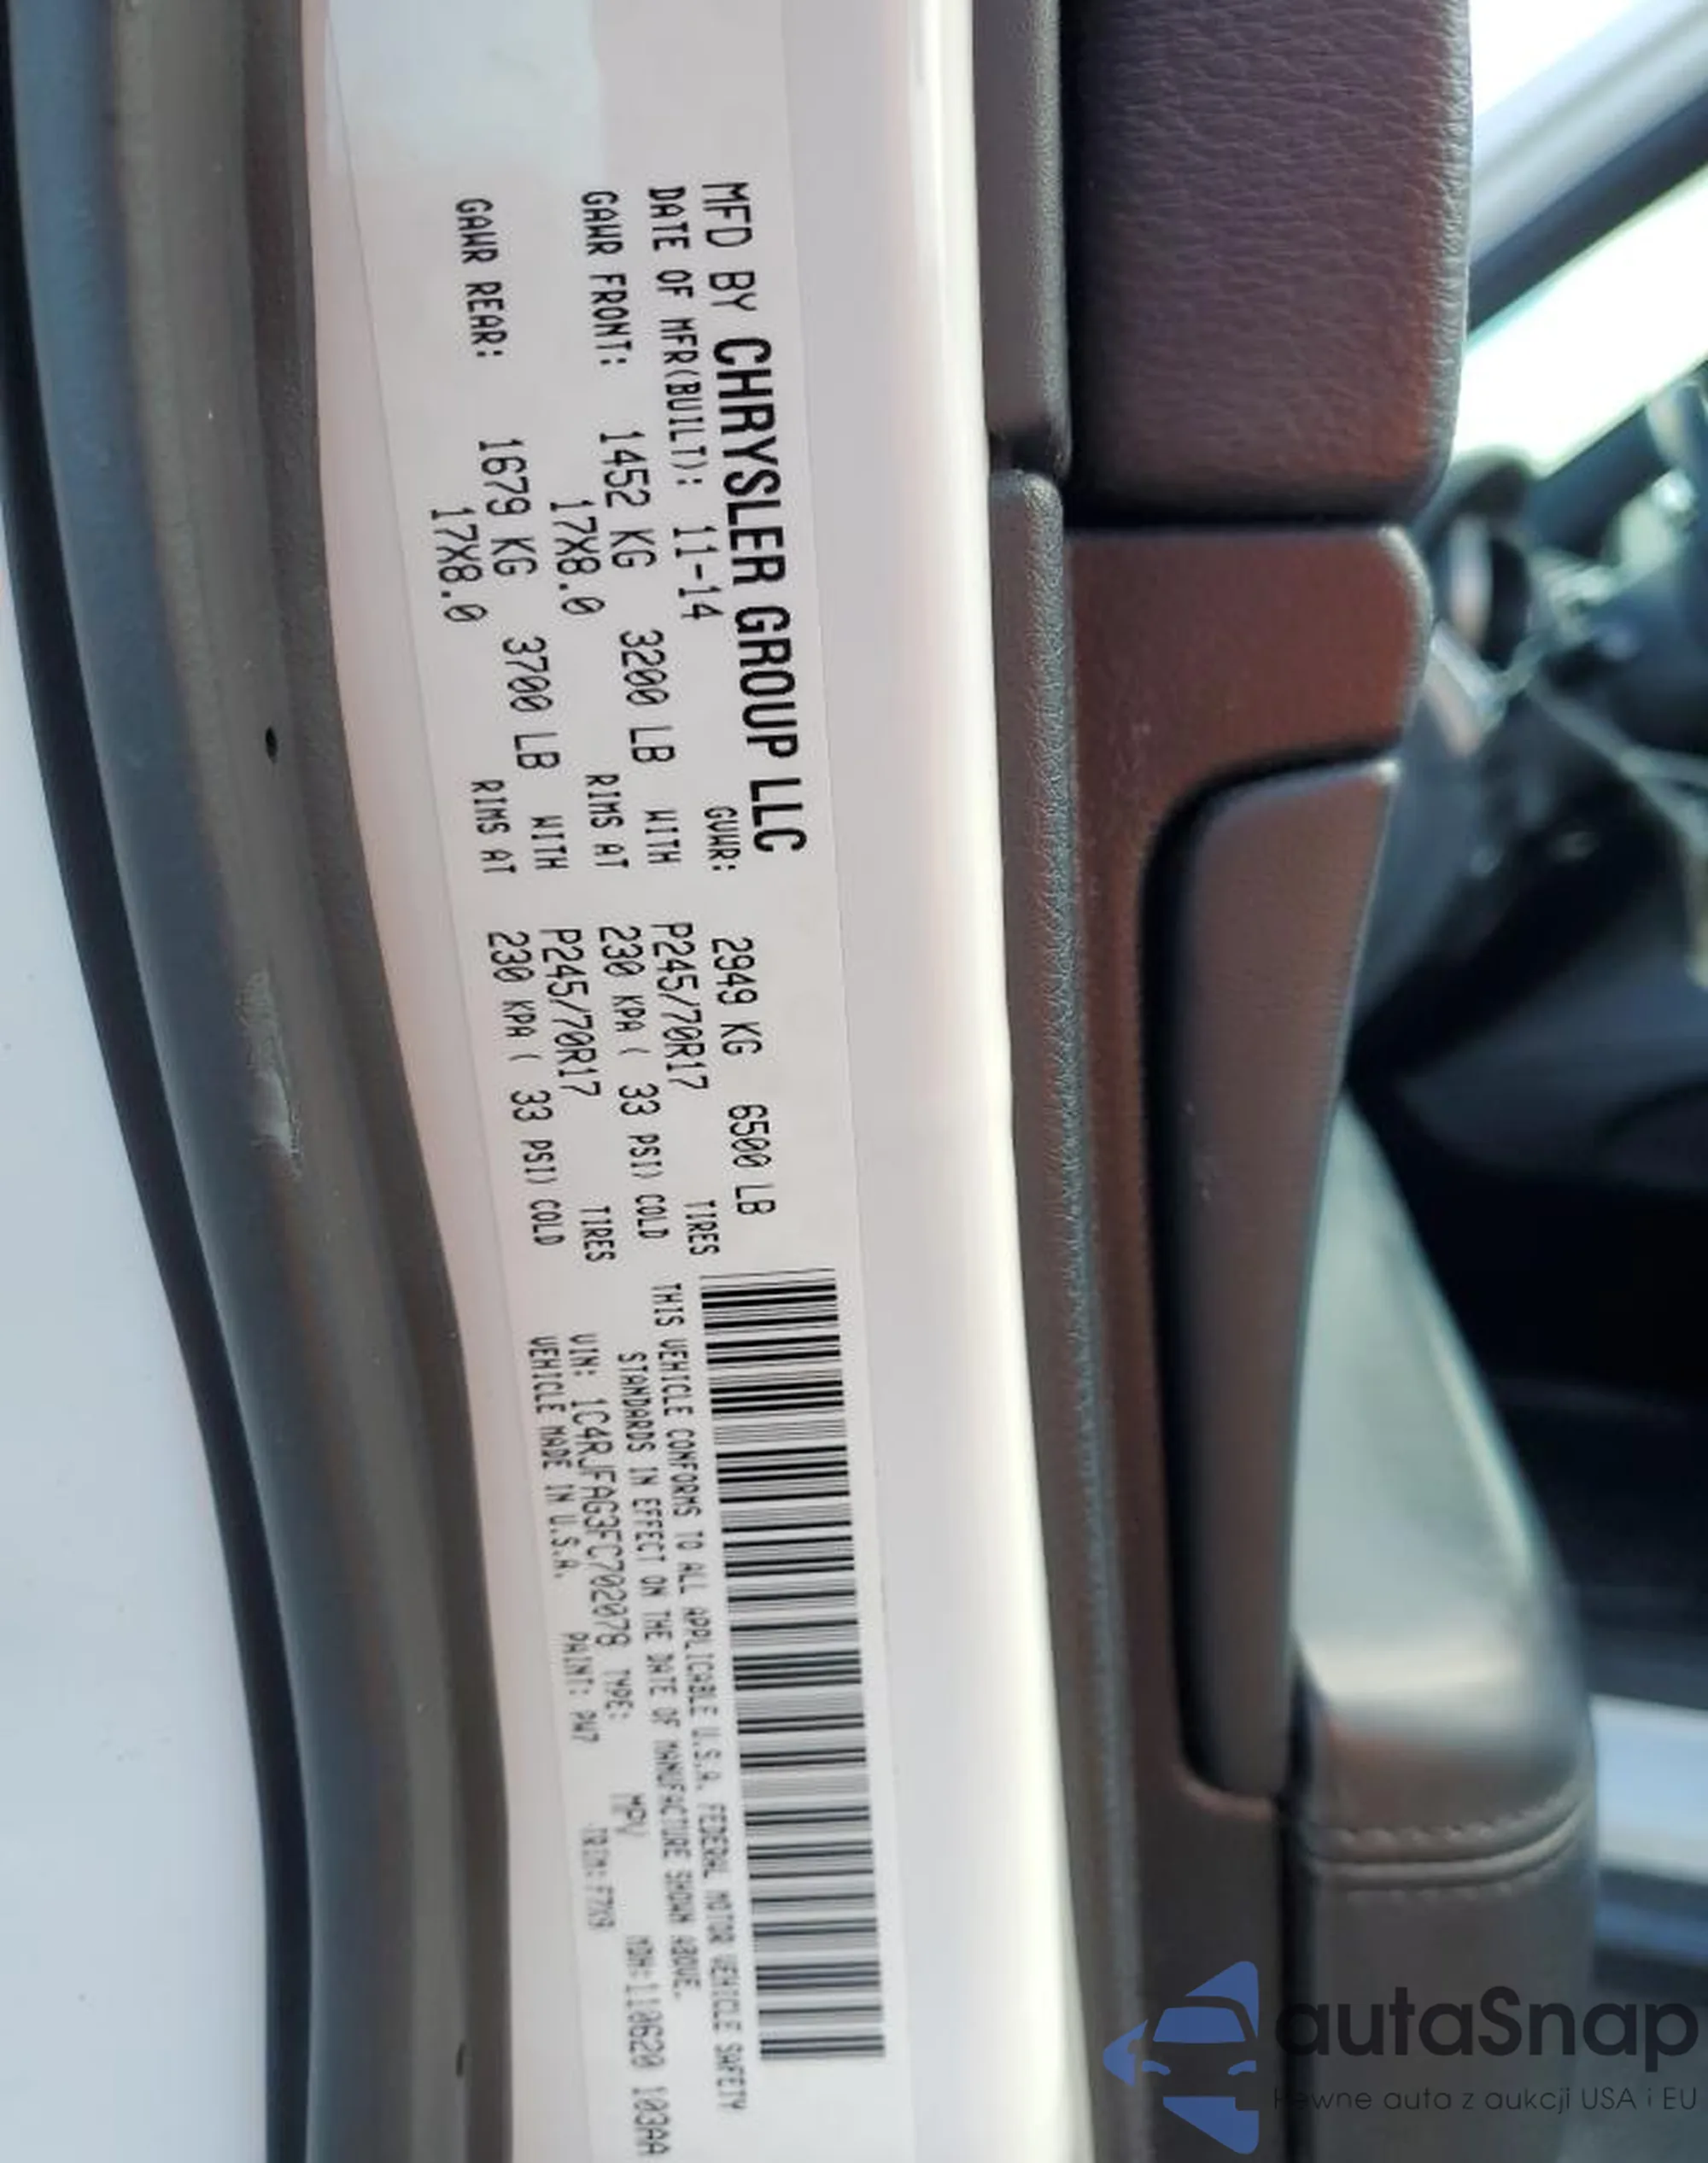 MFD BY CHRYSLER GROUP LLC
DATE OF MFR(BUILT): 11-14 GVWR: 2949 KG 6500 LB
GAWR FRONT: 1452 KG 3200 LB WITH P245/70R17 TIRES
17X8.0 RIMS AT 230 KPA ( 33 PSI) COLD
GAWR REAR: 1679 KG 3700 LB WITH P245/70R17 TIRES
17X8.0 RIMS AT 230 KPA ( 33 PSI) COLD
THIS VEHICLE CONFORMS TO ALL APPLICABLE U.S.A. FEDERAL MOTOR VEHICLE SAFETY
STANDARDS IN EFFECT ON THE DATE OF MANUFACTURE SHOWN ABOVE.
VIN: 1C4RJFAG3FC702078 TYPE: MPV MDH:110620 103AA
VEHICLE MADE IN U.S.A. PAINT: PW7 TRIM:
autaSnap
Pewne auta z aukcji USA i EU